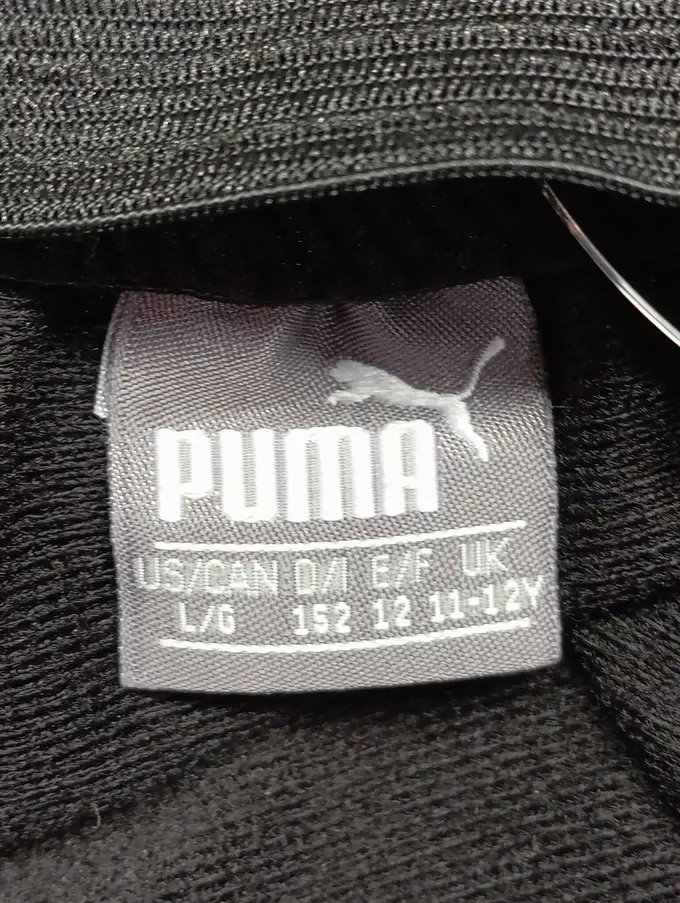 PUMA
US/CAN D/I E/F UK
L/G 152 12 11-12Y